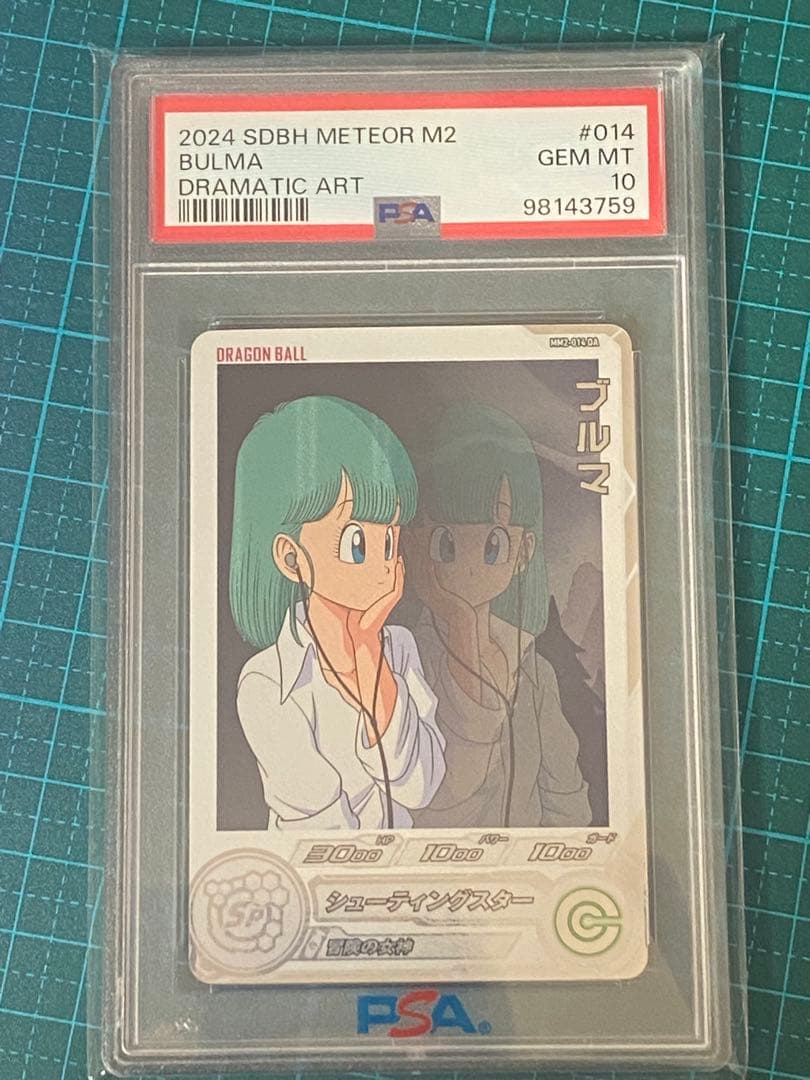 2024 SDBH METEOR M2 #014
BULMA GEM MT
DRAMATIC ART 10
PSA 98143759
DRAGON BALL
MM2-014 DA
ブルマ
HP パワー ガード
3000 1000 1000
SP
シューティングスター
冒険の女神
PSA®